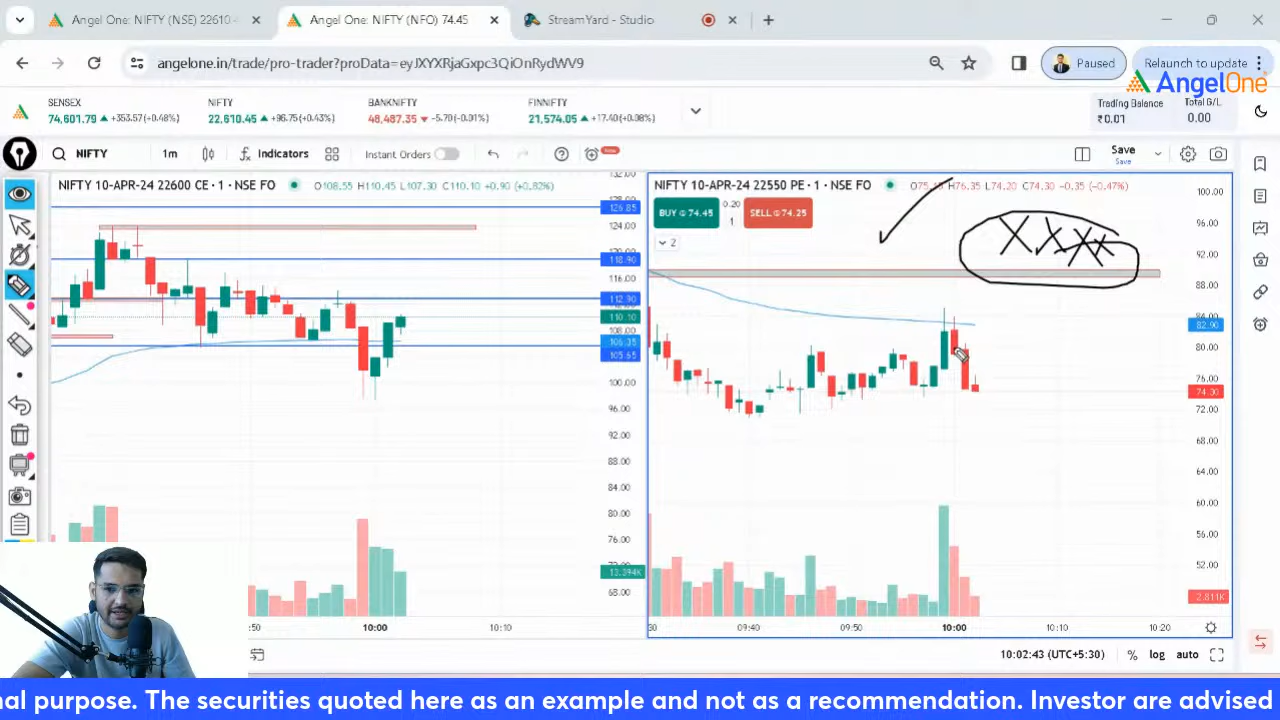 Angel One: NIFTY (NSE) 22610
Angel One: NIFTY (NFO) 74.45
StreamYard - Studio
angelone.in/trade/pro-trader?proData=eyJXYXRjaGxpc3QiOnRydWV9
Paused
Relaunch to update
AngelOne
SENSEX
74,601.79 +353.57(+0.48%)
NIFTY
22,610.45 +96.75(+0.43%)
BANKNIFTY
48,487.35 -5.70(-0.01%)
FINNIFTY
21,574.05 +17.40(+0.08%)
Trading Balance
₹0.01
Total G/L
0.00
NIFTY
1m
Indicators
Instant Orders
New
Save
Save
NIFTY 10-APR-24 22600 CE · 1 · NSE FO
O108.55 H110.45 L107.30 C110.10 +0.90 (+0.82%)
132.00
126.85
124.00
120.00
118.90
116.00
112.90
110.10
108.00
106.35
105.65
100.00
96.00
92.00
88.00
84.00
80.00
76.00
13.394K
68.00
:50
10:00
10:10
NIFTY 10-APR-24 22550 PE · 1 · NSE FO
H76.35 L74.20 C74.30 -0.35 (-0.47%)
BUY @ 74.45
0.20
1
SELL @ 74.25
2
X X X X
100.00
96.00
92.00
88.00
84.00
82.90
80.00
76.00
74.30
72.00
68.00
64.00
60.00
56.00
52.00
2.811K
:30
09:40
09:50
10:00
10:10
10:20
10:02:43 (UTC+5:30)
%
log
auto
nal purpose. The securities quoted here as an example and not as a recommendation. Investor are advised